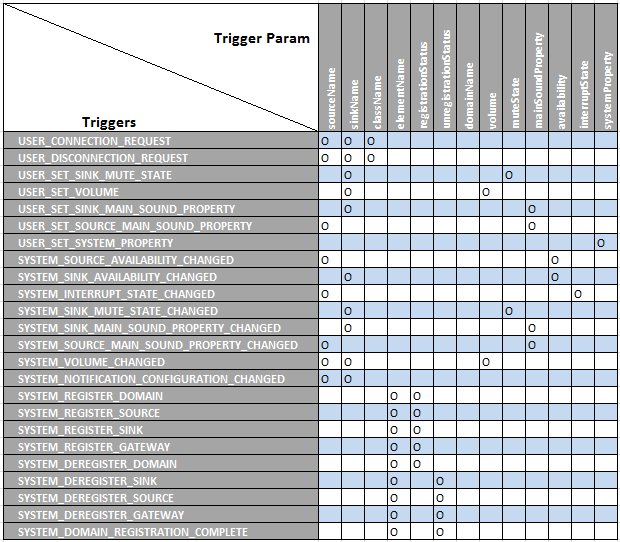 Trigger Param
Triggers
sourceName
sinkName
className
elementName
registrationStatus
unregistrationStatus
domainName
volume
muteState
mainSoundProperty
availability
interruptState
systemProperty
USER_CONNECTION_REQUEST O O O
USER_DISCONNECTION_REQUEST O O O
USER_SET_SINK_MUTE_STATE O O
USER_SET_VOLUME O O
USER_SET_SINK_MAIN_SOUND_PROPERTY O O
USER_SET_SOURCE_MAIN_SOUND_PROPERTY O O
USER_SET_SYSTEM_PROPERTY O
SYSTEM_SOURCE_AVAILABILITY_CHANGED O O
SYSTEM_SINK_AVAILABILITY_CHANGED O O
SYSTEM_INTERRUPT_STATE_CHANGED O O
SYSTEM_SINK_MUTE_STATE_CHANGED O O
SYSTEM_SINK_MAIN_SOUND_PROPERTY_CHANGED O O
SYSTEM_SOURCE_MAIN_SOUND_PROPERTY_CHANGED O O
SYSTEM_VOLUME_CHANGED O O O
SYSTEM_NOTIFICATION_CONFIGURATION_CHANGED O O
SYSTEM_REGISTER_DOMAIN O O
SYSTEM_REGISTER_SOURCE O O
SYSTEM_REGISTER_SINK O O
SYSTEM_REGISTER_GATEWAY O O
SYSTEM_DEREGISTER_DOMAIN O O
SYSTEM_DEREGISTER_SINK O O
SYSTEM_DEREGISTER_SOURCE O O
SYSTEM_DEREGISTER_GATEWAY O O
SYSTEM_DOMAIN_REGISTRATION_COMPLETE O O